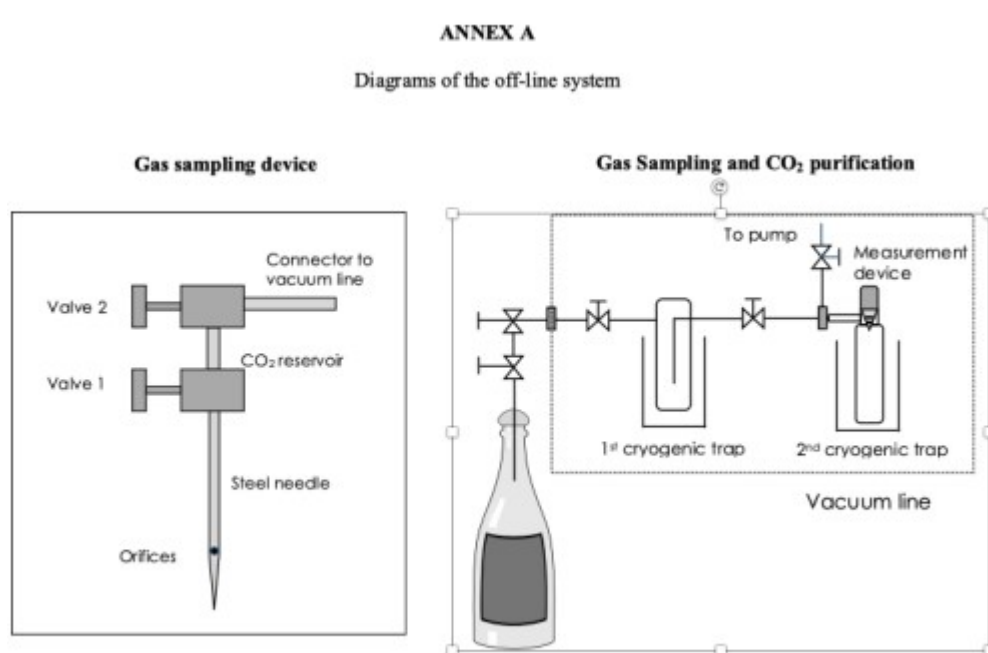 ANNEX A
Diagrams of the off-line system
Gas sampling device
Valve 2
Connector to
vacuum line
CO₂ reservoir
Valve 1
Steel needle
Orifices
Gas Sampling and CO₂ purification
To pump
Measurement
device
1st cryogenic trap
2nd cryogenic trap
Vacuum line